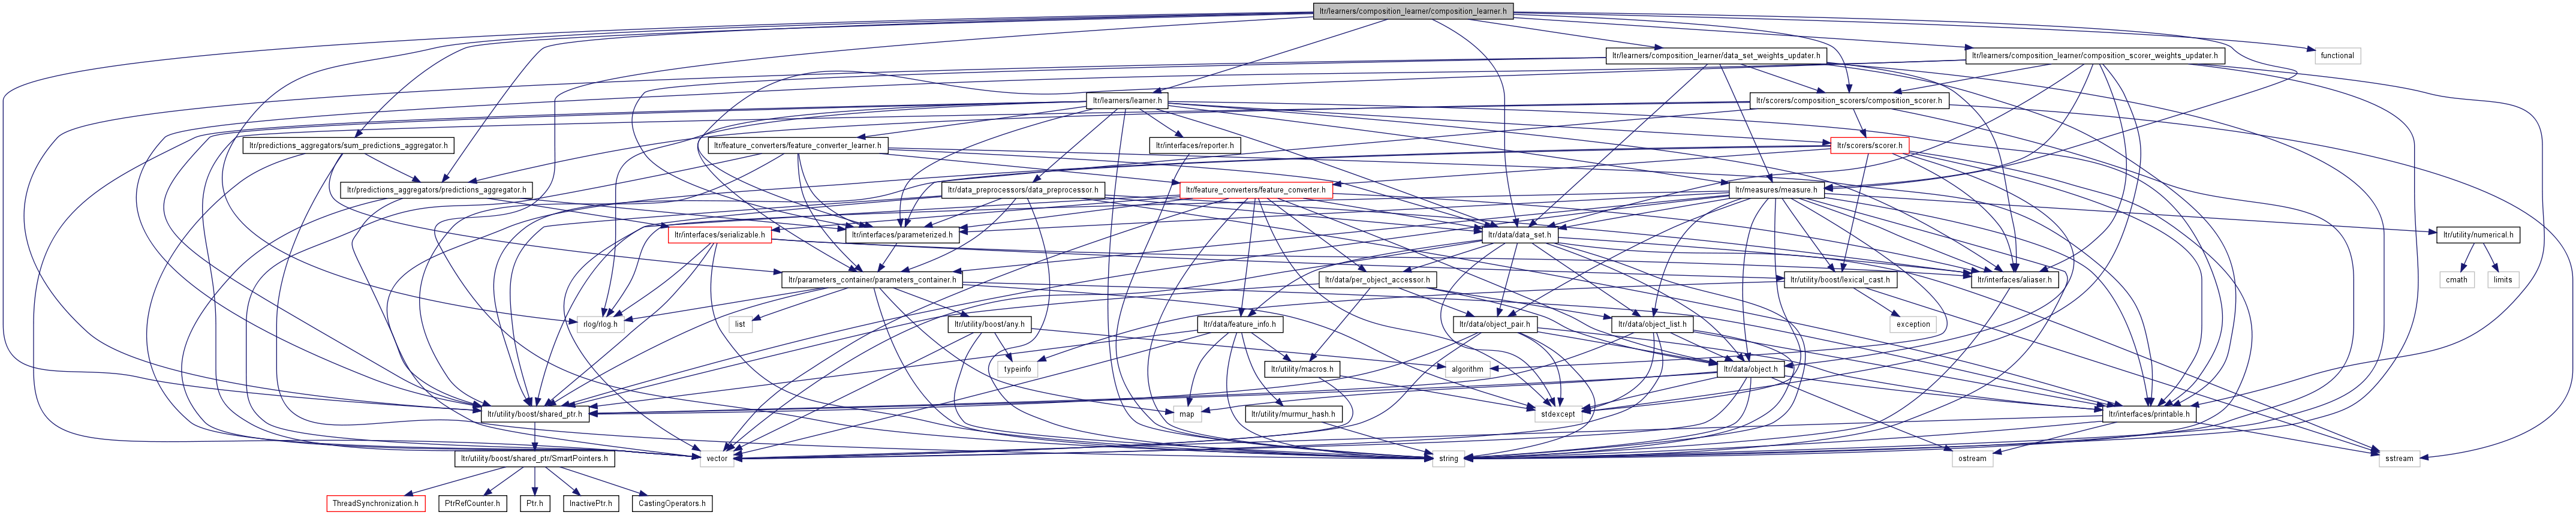 ltr/learners/composition_learner/composition_learner.h
ltr/learners/composition_learner/data_set_weights_updater.h
ltr/learners/composition_learner/composition_scorer_weights_updater.h
functional
ltr/learners/learner.h
ltr/scorers/composition_scorers/composition_scorer.h
ltr/predictions_aggregators/sum_predictions_aggregator.h
ltr/feature_converters/feature_converter_learner.h
ltr/interfaces/reporter.h
ltr/scorers/scorer.h
ltr/predictions_aggregators/predictions_aggregator.h
ltr/data_preprocessors/data_preprocessor.h
ltr/feature_converters/feature_converter.h
ltr/measures/measure.h
ltr/interfaces/serializable.h
ltr/interfaces/parameterized.h
ltr/data/data_set.h
ltr/utility/numerical.h
ltr/parameters_container/parameters_container.h
ltr/data/per_object_accessor.h
ltr/utility/boost/lexical_cast.h
ltr/interfaces/aliaser.h
cmath
limits
rlog/rlog.h
list
ltr/utility/boost/any.h
ltr/data/feature_info.h
ltr/data/object_pair.h
ltr/data/object_list.h
exception
typeinfo
ltr/utility/macros.h
algorithm
ltr/data/object.h
ltr/utility/boost/shared_ptr.h
map
ltr/utility/murmur_hash.h
stdexcept
ltr/interfaces/printable.h
ltr/utility/boost/shared_ptr/SmartPointers.h
vector
string
ostream
sstream
ThreadSynchronization.h
PtrRefCounter.h
Ptr.h
InactivePtr.h
CastingOperators.h